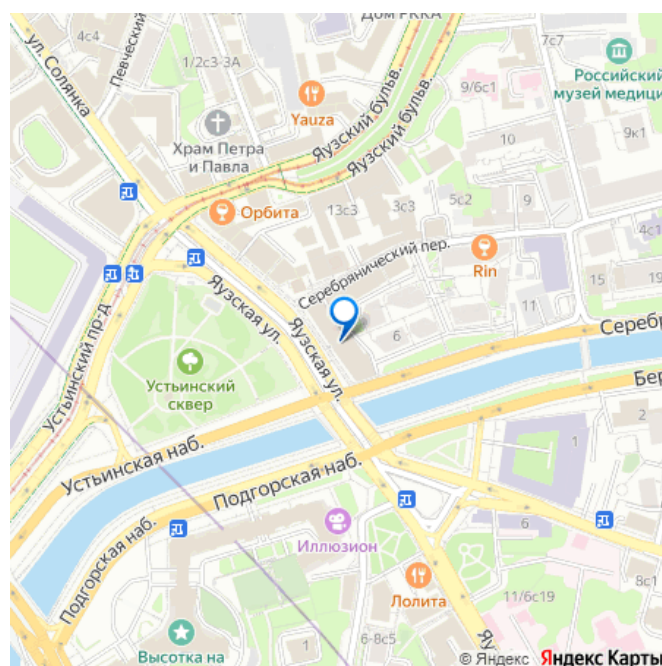 Дом РККА
4с4
Певческий
ул. Солянка
1/2с3-3А
Yauza
Яузский бульв.
Яузский бульв.
7с7
9/6с1
Российский
музей медици
10
9к1
Храм Петра
и Павла
Орбита
13с3
3с3
5с2
9
4с1
Серебрянический пер.
Rin
15
19
11
Устьинский пр-д
Яузская ул.
Яузская ул.
6
Серебр
Устьинский
сквер
Бер
2
Устьинская наб.
1
Подгорская наб.
Подгорская наб.
6
Иллюзион
Лолита
8с1
11/6с19
1
6-8с5
Высотка на
Яу
© Яндекс Яндекс Карты